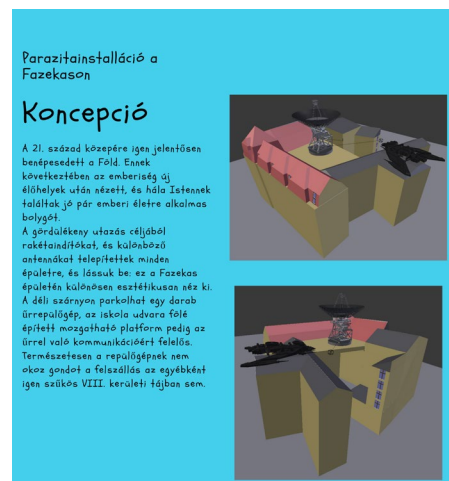 Parazitainstalláció a
Fazekason
Koncepció
A 21. század közepére igen jelentősen
benépesedett a Föld. Ennek
következtében az emberiség új
élőhelyek után nézett, és hála Istennek
találtak jó pár emberi életre alkalmas
bolygót.
A gördülékeny utazás céljából
rakétaindítókat, és különböző
antennákat telepítettek minden
épületre, és lássuk be: ez a Fazekas
épületén különösen esztétikusan néz ki.
A déli szárnyon parkolhat egy darab
űrrepülőgép, az iskola udvara fölé
épített mozgatható platform pedig az
űrrel való kommunikációért felelős.
Természetesen a repülőgépnek nem
okoz gondot a felszállás az egyébként
igen szűkös VIII. kerületi tájban sem.